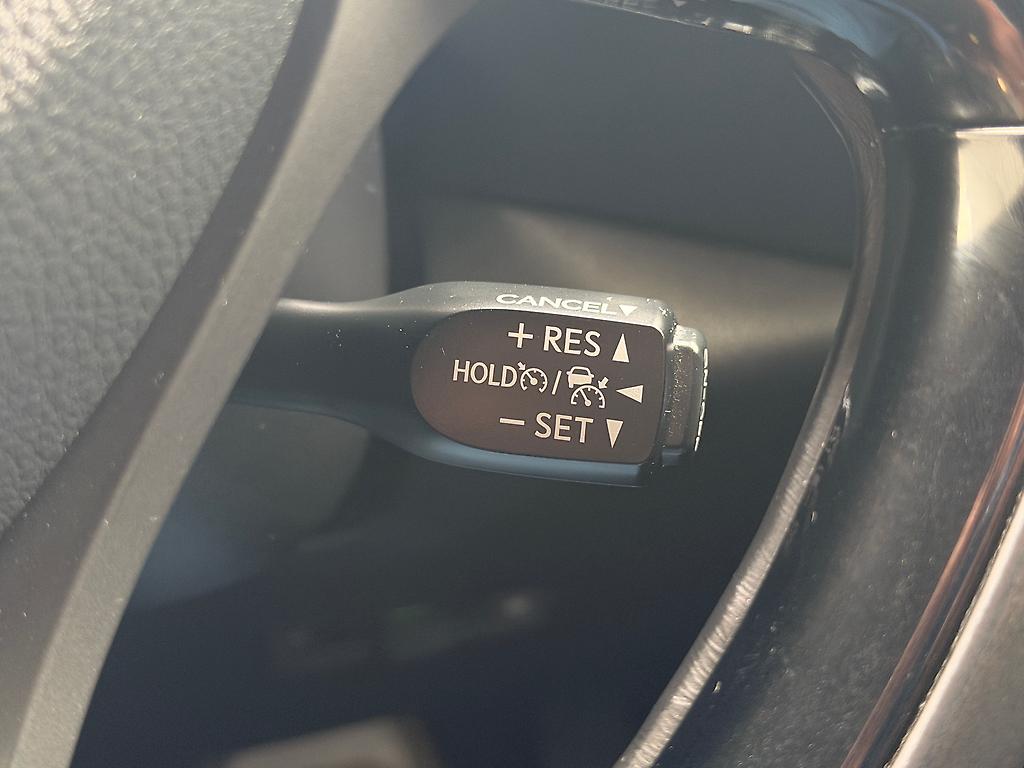 CANCEL▼
+ RES ▲
HOLD / ◀
− SET ▼